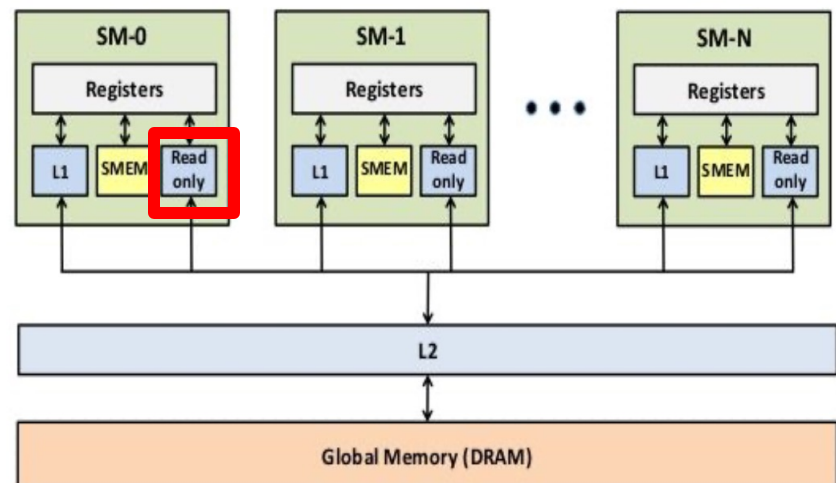 SM-0
Registers
L1
SMEM
Read
only
SM-1
Registers
L1
SMEM
Read
only
SM-N
Registers
L1
SMEM
Read
only
L2
Global Memory (DRAM)